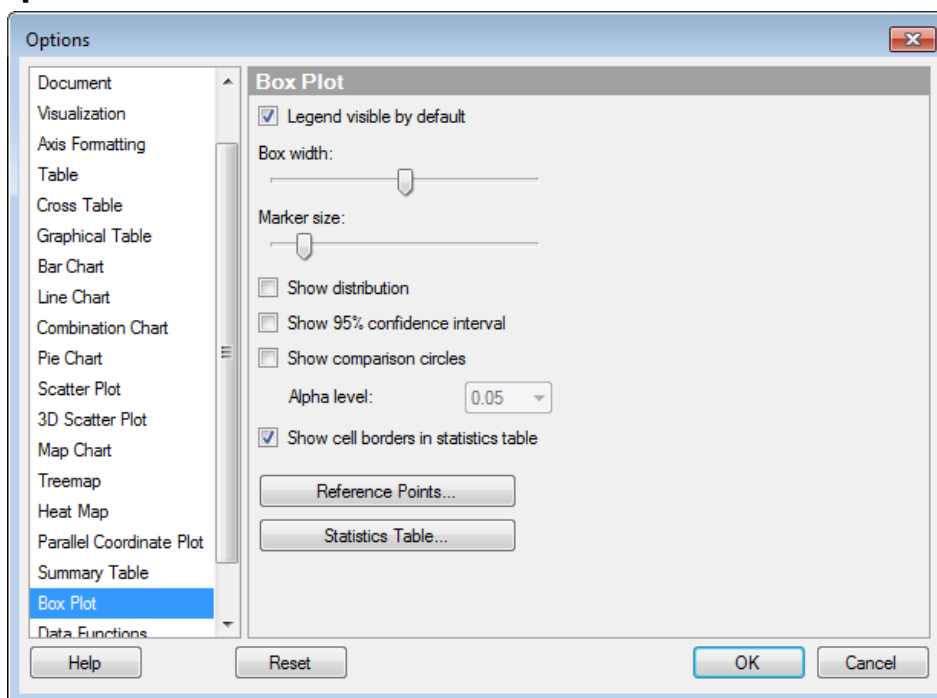 Options
Document
Visualization
Axis Formatting
Table
Cross Table
Graphical Table
Bar Chart
Line Chart
Combination Chart
Pie Chart
Scatter Plot
3D Scatter Plot
Map Chart
Treemap
Heat Map
Parallel Coordinate Plot
Summary Table
Box Plot
Data Functions
Box Plot
Legend visible by default
Box width:
Marker size:
Show distribution
Show 95% confidence interval
Show comparison circles
Alpha level: 0.05
Show cell borders in statistics table
Reference Points...
Statistics Table...
Help Reset OK Cancel